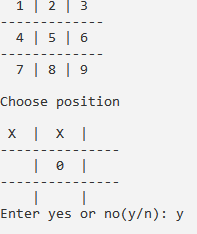 1 | 2 | 3
-------------
4 | 5 | 6
-------------
7 | 8 | 9
Choose position
X | X |
---------------
| 0 |
---------------
| |
Enter yes or no(y/n): y